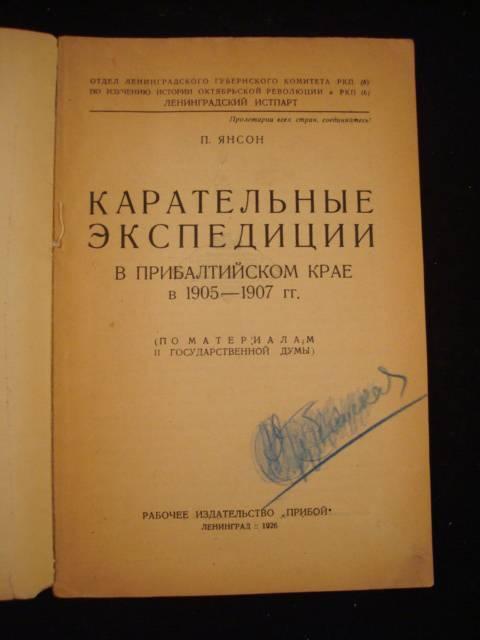 ОТДЕЛ ЛЕНИНГРАДСКОГО ГУБЕРНСКОГО КОМИТЕТА РКП (б)
ПО ИЗУЧЕНИЮ ИСТОРИИ ОКТЯБРЬСКОЙ РЕВОЛЮЦИИ и РКП (б)
ЛЕНИНГРАДСКИЙ ИСТПАРТ
Пролетарии всех стран, соединяйтесь!
П. ЯНСОН
КАРАТЕЛЬНЫЕ
ЭКСПЕДИЦИИ
В ПРИБАЛТИЙСКОМ КРАЕ
в 1905—1907 гг.
(ПО МАТЕРИАЛАМ
II ГОСУДАРСТВЕННОЙ ДУМЫ)
РАБОЧЕЕ ИЗДАТЕЛЬСТВО „ПРИБОЙ"
ЛЕНИНГРАД :: 1926